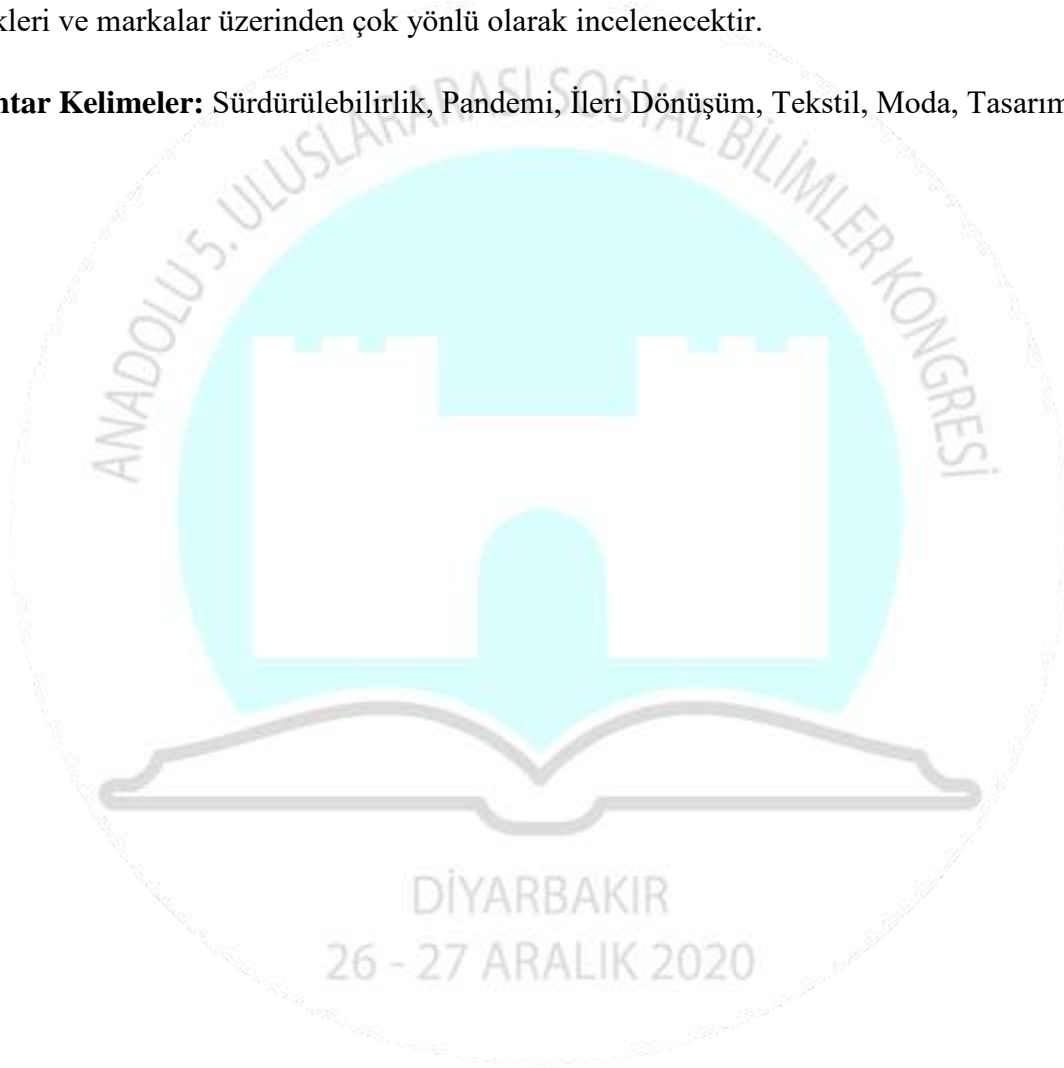 kleri ve markalar üzerinden çok yönlü olarak incelenecektir.
ntar Kelimeler: Sürdürülebilirlik, Pandemi, İleri Dönüşüm, Tekstil, Moda, Tasarım
ANADOLU 5. ULUSLARARASI SOSYAL BİLİMLER KONGRESİ
DİYARBAKIR
26 - 27 ARALIK 2020